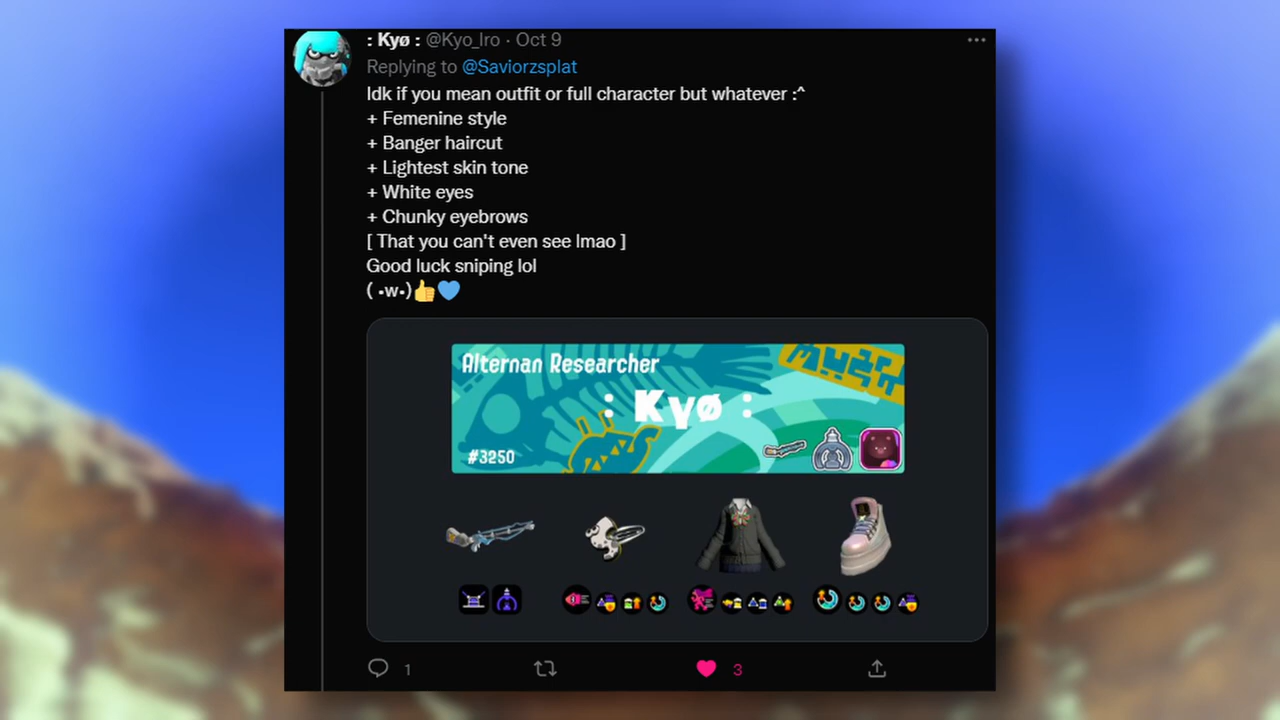 : Kyø : @Kyo_Iro · Oct 9
Replying to @Saviorzsplat
Idk if you mean outfit or full character but whatever :^
+ Femenine style
+ Banger haircut
+ Lightest skin tone
+ White eyes
+ Chunky eyebrows
[ That you can't even see lmao ]
Good luck sniping lol
( •w•)👍💙
Alternan Researcher
: Kyø :
#3250
1
3